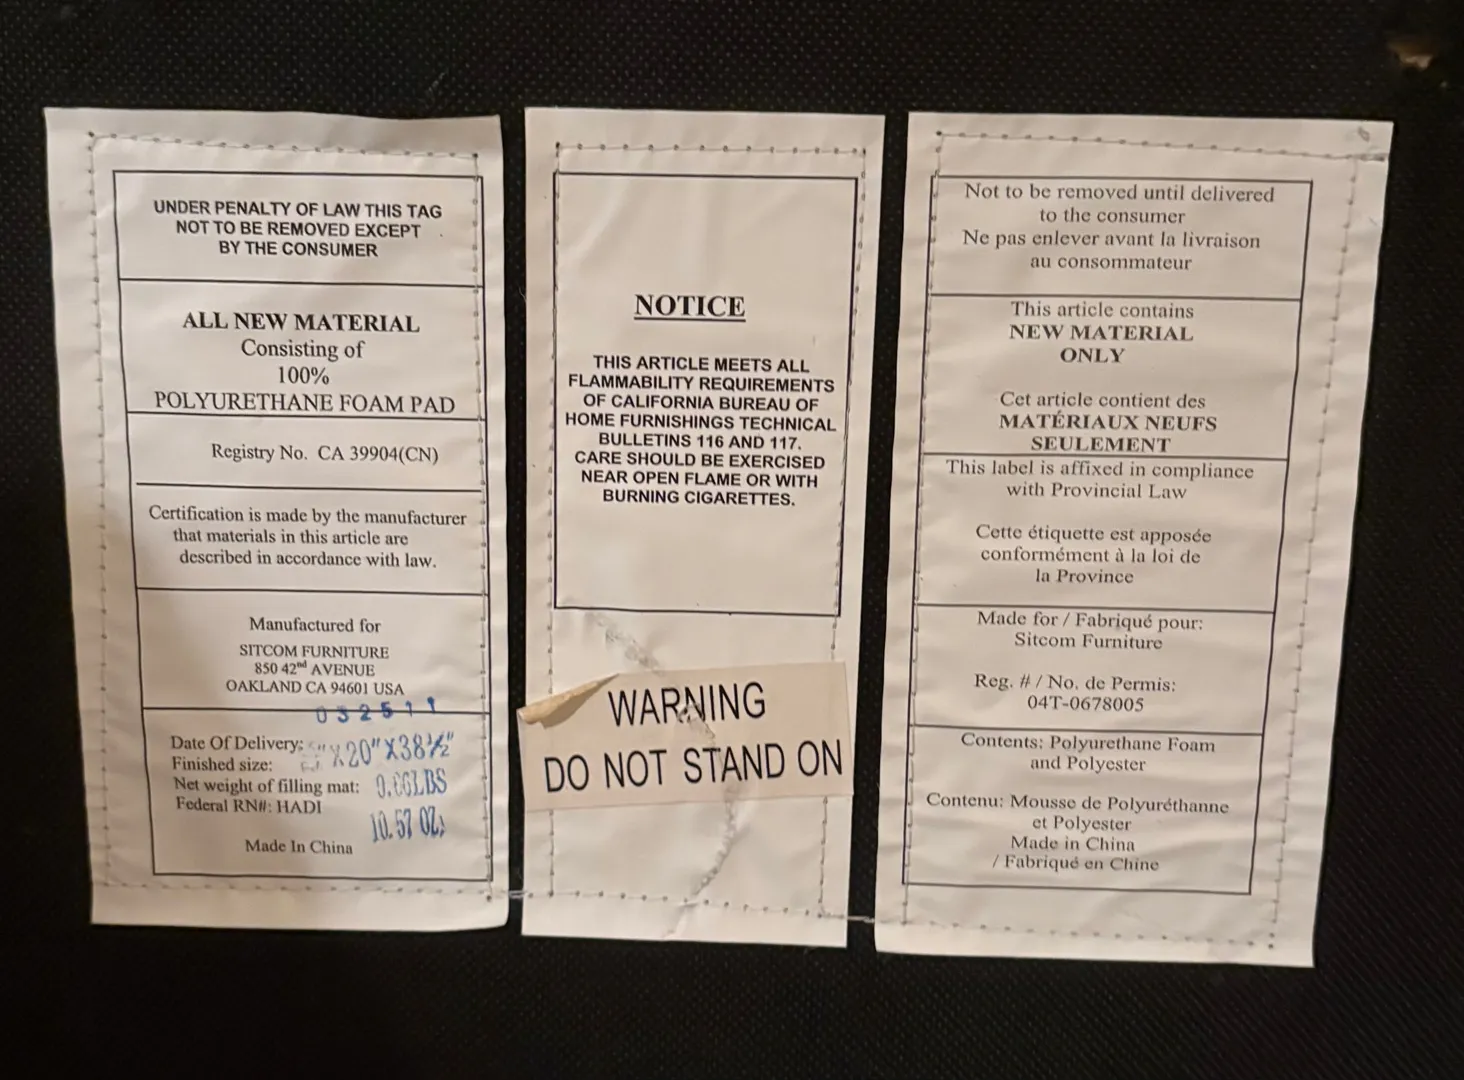 UNDER PENALTY OF LAW THIS TAG
NOT TO BE REMOVED EXCEPT
BY THE CONSUMER
ALL NEW MATERIAL
Consisting of
100%
POLYURETHANE FOAM PAD
Registry No. CA 39904(CN)
Certification is made by the manufacturer
that materials in this article are
described in accordance with law.
Manufactured for
SITCOM FURNITURE
850 42nd AVENUE
OAKLAND CA 94601 USA
032511
Date Of Delivery:
Finished size: X20"X38½"
Net weight of filling mat: 0.66LBS
Federal RN#: HADI
10.57 OZ
Made In China
NOTICE
THIS ARTICLE MEETS ALL
FLAMMABILITY REQUIREMENTS
OF CALIFORNIA BUREAU OF
HOME FURNISHINGS TECHNICAL
BULLETINS 116 AND 117.
CARE SHOULD BE EXERCISED
NEAR OPEN FLAME OR WITH
BURNING CIGARETTES.
WARNING
DO NOT STAND ON
Not to be removed until delivered
to the consumer
Ne pas enlever avant la livraison
au consommateur
This article contains
NEW MATERIAL
ONLY
Cet article contient des
MATÉRIAUX NEUFS
SEULEMENT
This label is affixed in compliance
with Provincial Law
Cette étiquette est apposée
conformément à la loi de
la Province
Made for / Fabriqué pour:
Sitcom Furniture
Reg. # / No. de Permis:
04T-0678005
Contents: Polyurethane Foam
and Polyester
Contenu: Mousse de Polyuréthanne
et Polyester
Made in China
/ Fabriqué en Chine